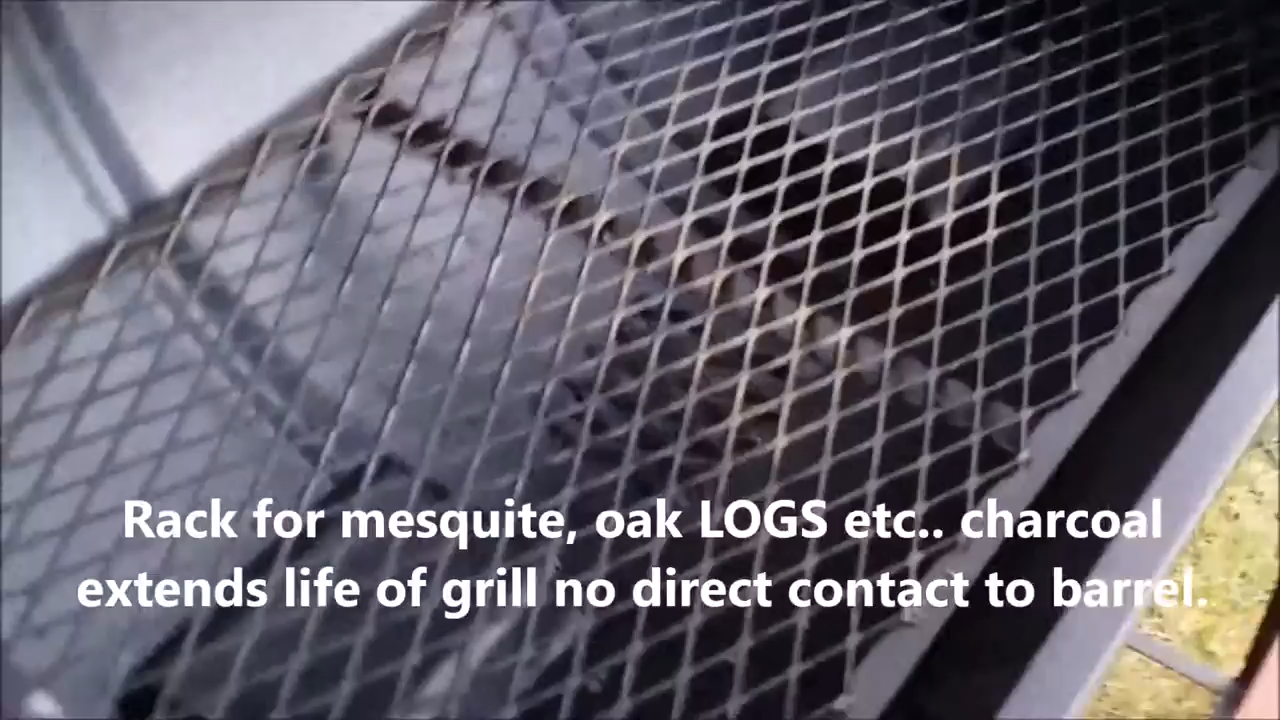 Rack for mesquite, oak LOGS etc.. charcoal
extends life of grill no direct contact to barrel.